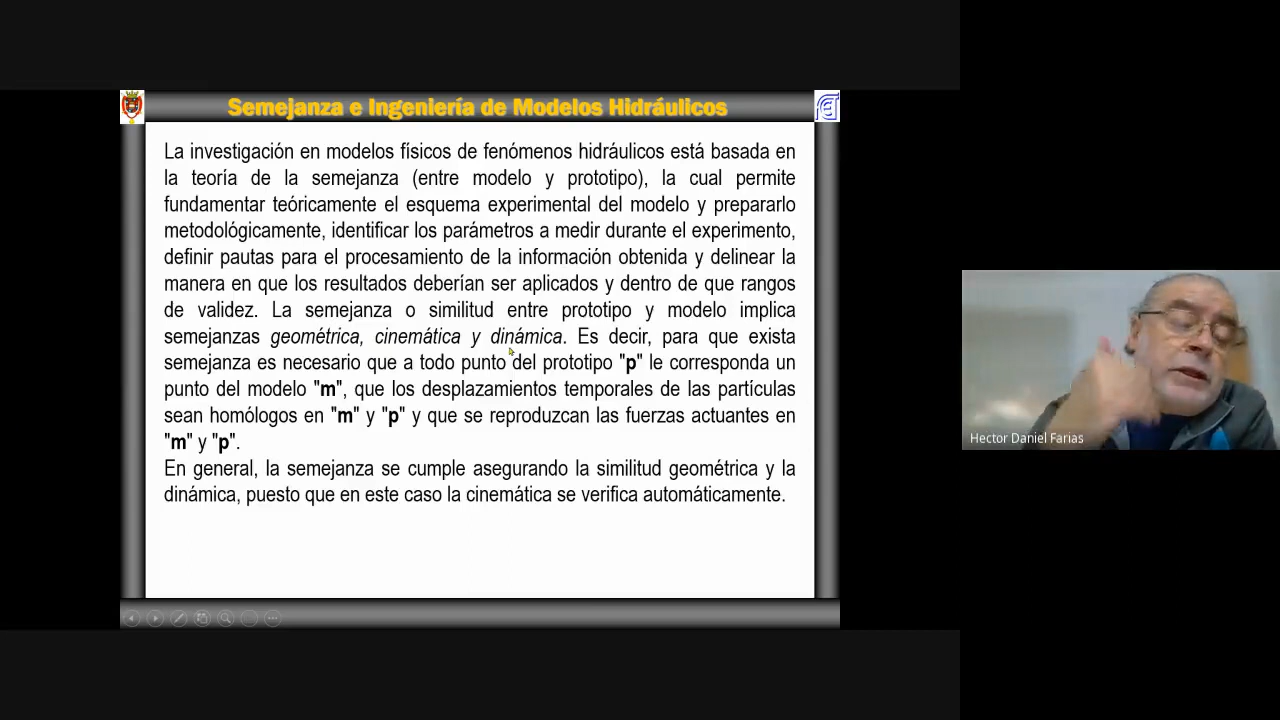 Semejanza e Ingeniería de Modelos Hidráulicos
La investigación en modelos físicos de fenómenos hidráulicos está basada en
la teoría de la semejanza (entre modelo y prototipo), la cual permite
fundamentar teóricamente el esquema experimental del modelo y prepararlo
metodológicamente, identificar los parámetros a medir durante el experimento,
definir pautas para el procesamiento de la información obtenida y delinear la
manera en que los resultados deberían ser aplicados y dentro de que rangos
de validez. La semejanza o similitud entre prototipo y modelo implica
semejanzas geométrica, cinemática y dinámica. Es decir, para que exista
semejanza es necesario que a todo punto del prototipo "p" le corresponda un
punto del modelo "m", que los desplazamientos temporales de las partículas
sean homólogos en "m" y "p" y que se reproduzcan las fuerzas actuantes en
"m" y "p".
En general, la semejanza se cumple asegurando la similitud geométrica y la
dinámica, puesto que en este caso la cinemática se verifica automáticamente.
Hector Daniel Farias